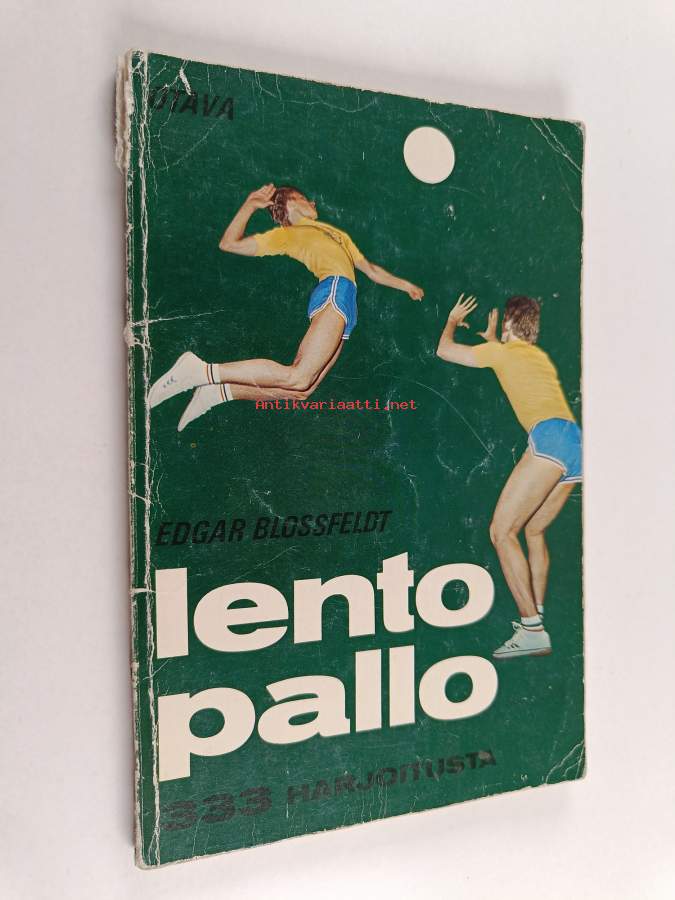 OTAVA
Antikvariaatti.net
EDGAR BLOSSFELDT
lento
pallo
333 HARJOITUSTA